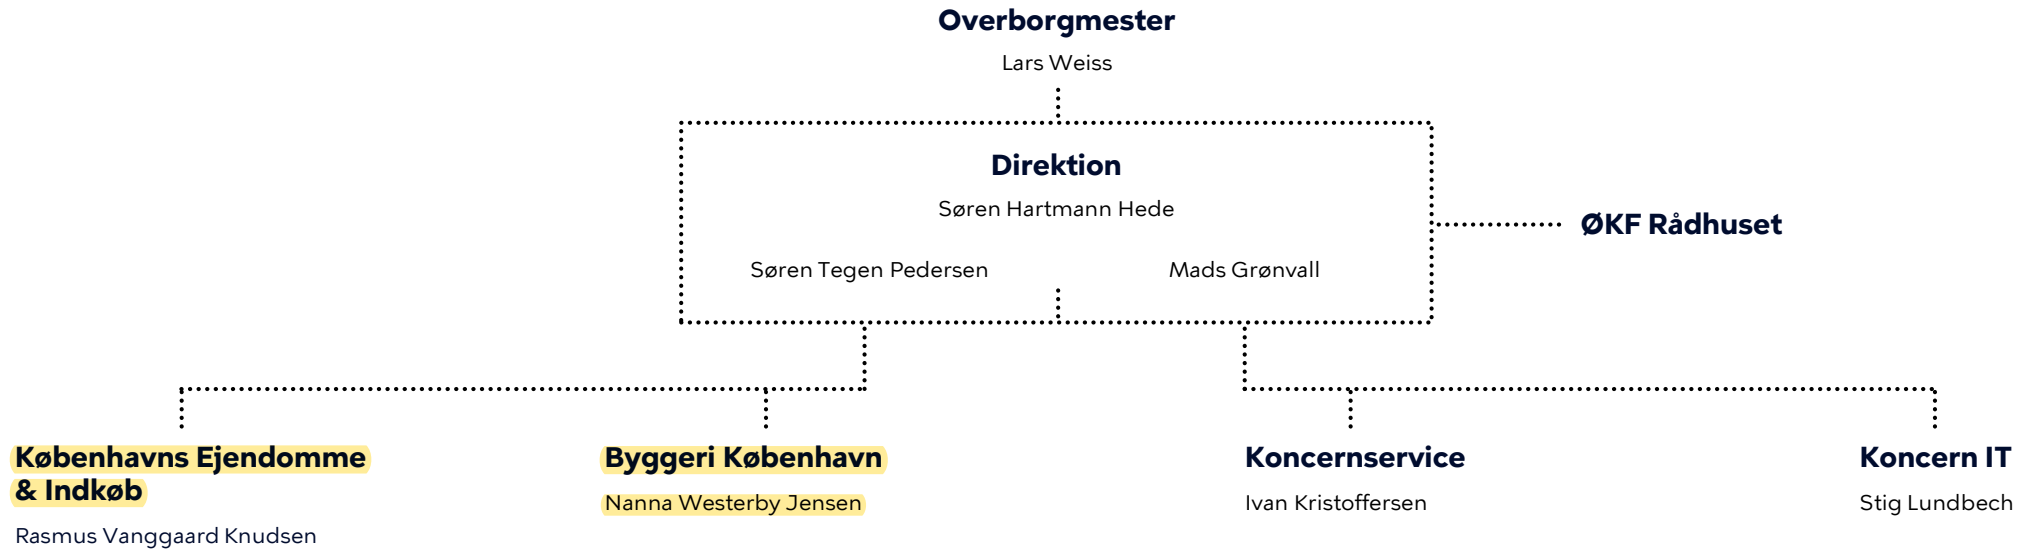 Overborgmester
Lars Weiss
Direktion
Søren Hartmann Hede
Søren Tegen Pedersen
Mads Grønvall
ØKF Rådhuset
Københavns Ejendomme
& Indkøb
Rasmus Vanggaard Knudsen
Byggeri København
Nanna Westerby Jensen
Koncernservice
Ivan Kristoffersen
Koncern IT
Stig Lundbech